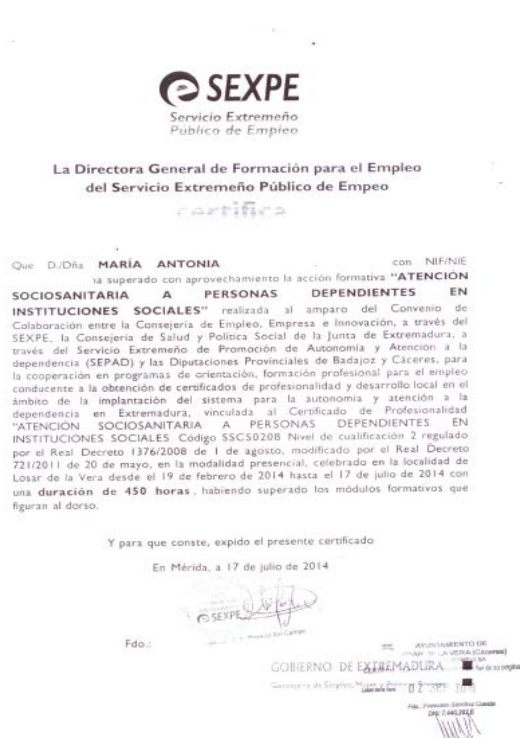 SEXPE
Servicio Extremeño
Público de Empleo
La Directora General de Formación para el Empleo
del Servicio Extremeño Público de Empeo
certifica
Que D./Dña MARÍA ANTONIA con NIF/NIE
ha superado con aprovechamiento la acción formativa "ATENCIÓN
SOCIOSANITARIA A PERSONAS DEPENDIENTES EN
INSTITUCIONES SOCIALES" realizada al amparo del Convenio de
Colaboración entre la Consejería de Empleo, Empresa e Innovación, a través del
SEXPE, la Consejería de Salud y Política Social de la Junta de Extremadura, a
través del Servicio Extremeño de Promoción de Autonomía y Atención a la
dependencia (SEPAD) y las Diputaciones Provinciales de Badajoz y Cáceres, para
la cooperación en programas de orientación, formación profesional para el empleo
conducente a la obtención de certificados de profesionalidad y desarrollo local en el
ámbito de la implantación del sistema para la autonomía y atención a la
dependencia en Extremadura, vinculada al Certificado de Profesionalidad
"ATENCIÓN SOCIOSANITARIA A PERSONAS DEPENDIENTES EN
INSTITUCIONES SOCIALES Código SSCS0208 Nivel de cualificación 2 regulado
por el Real Decreto 1376/2008 de 1 de agosto, modificado por el Real Decreto
721/2011 de 20 de mayo, en la modalidad presencial, celebrado en la localidad de
Losar de la Vera desde el 19 de febrero de 2014 hasta el 17 de julio de 2014 con
una duración de 450 horas, habiendo superado los módulos formativos que
figuran al dorso.
Y para que conste, expido el presente certificado
En Mérida, a 17 de julio de 2014
SEXPE
Fdo.:
AYUNTAMIENTO DE
LA VERA (Cáceres)
GOBIERNO DE EXTREMADURA
Consejería de Empleo, Mujer y
02